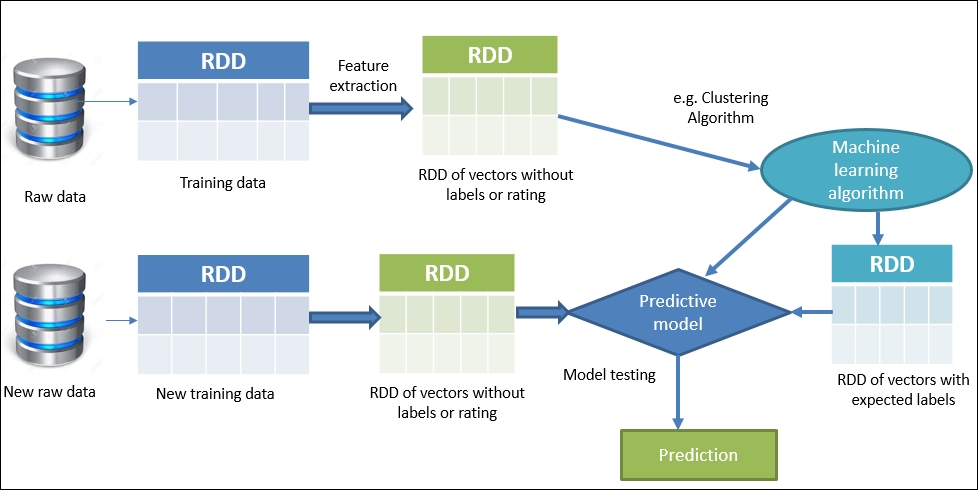 RDD
Feature
extraction
RDD
e.g. Clustering
Algorithm
Machine
learning
algorithm
Raw data
Training data
RDD of vectors without
labels or rating
RDD
RDD
RDD
Predictive
model
New raw data
New training data
RDD of vectors without
labels or rating
Model testing
RDD of vectors with
expected labels
Prediction